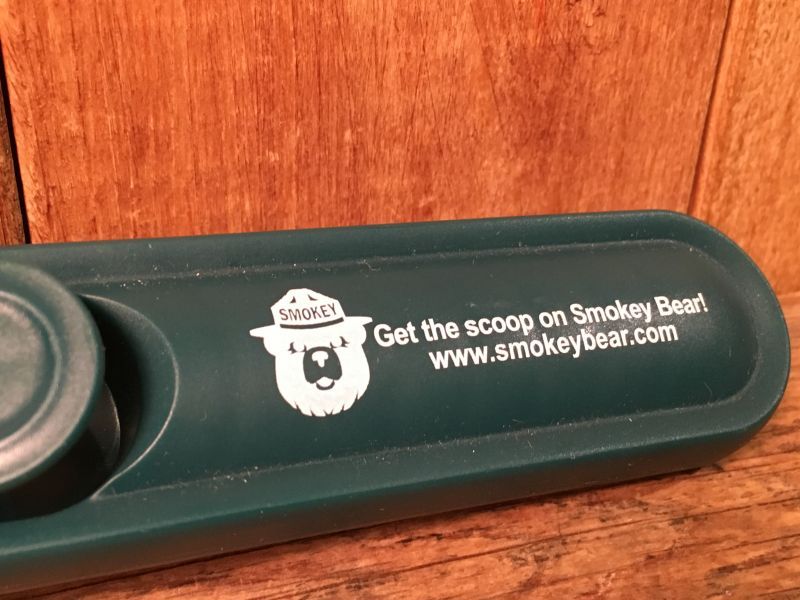 SMOKEY
Get the scoop on Smokey Bear!
www.smokeybear.com